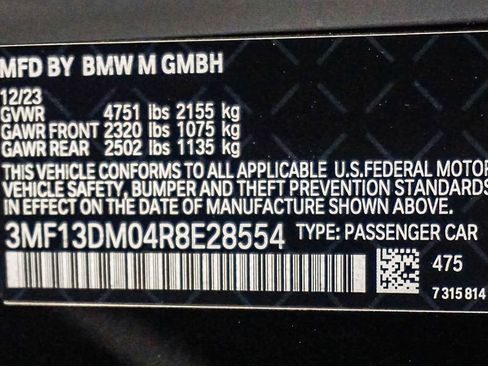 MFD BY BMW M GMBH
12/23
GVWR 4751 lbs 2155 kg
GAWR FRONT 2320 lbs 1075 kg
GAWR REAR 2502 lbs 1135 kg
THIS VEHICLE CONFORMS TO ALL APPLICABLE U.S.FEDERAL MOTOR
VEHICLE SAFETY, BUMPER AND THEFT PREVENTION STANDARDS
IN EFFECT ON THE DATE OF MANUFACTURE SHOWN ABOVE.
3MF13DM04R8E28554 TYPE: PASSENGER CAR
475
7 315 814